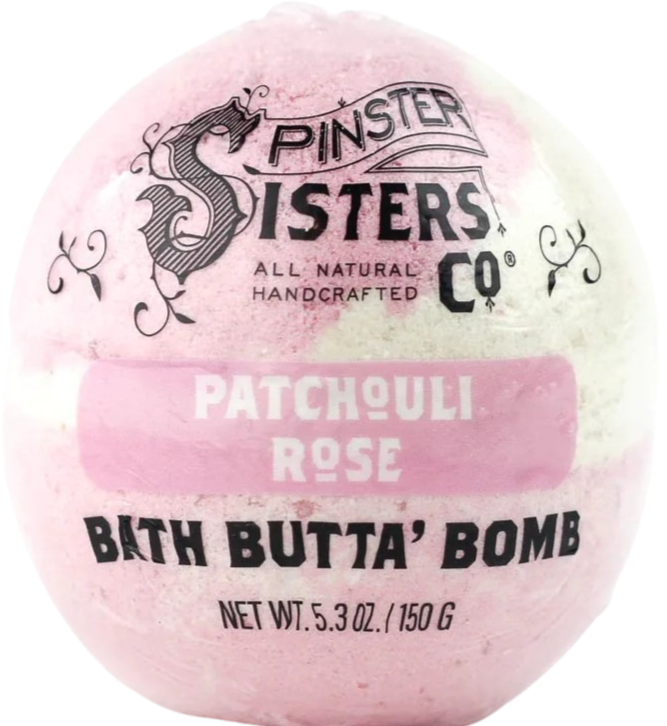 SPINSTER
SISTERS
CO®
ALL NATURAL
HANDCRAFTED
PATCHOULI
ROSE
BATH BUTTA' BOMB
NET WT. 5.3 OZ. / 150 G